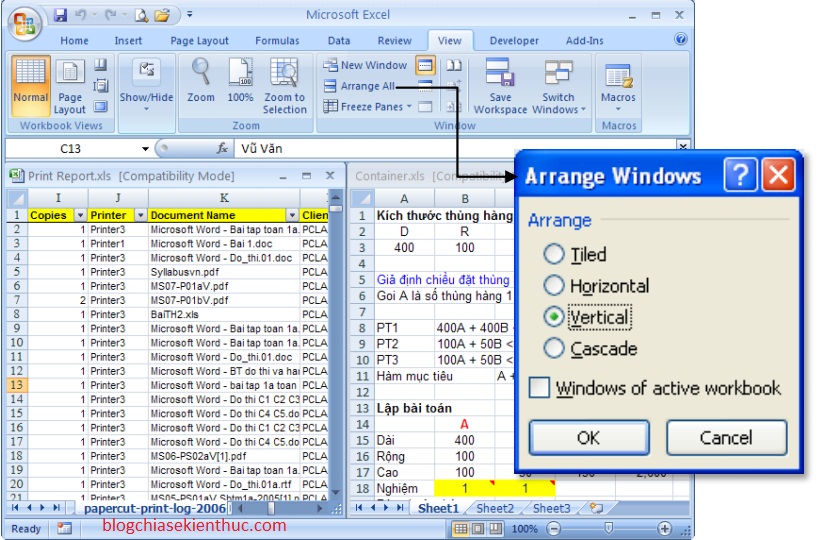 Microsoft Excel
Home Insert Page Layout Formulas Data Review View Developer Add-Ins
Normal
Page Layout
Workbook Views
Show/Hide
Zoom
100%
Zoom to Selection
Zoom
New Window
Arrange All
Freeze Panes
Save Workspace
Switch Windows
Window
Macros
Macros
C13 fx Vũ Văn
Print Report.xls [Compatibility Mode]
I J K
1 Copies Printer Document Name Clien
2 1 Printer3 Microsoft Word - Bai tap toan 1a. PCLA
3 1 Printer1 Microsoft Word - Bai 1.doc PCLA
4 1 Printer3 Microsoft Word - Do_thi.01.doc PCLA
5 1 Printer3 Syllabusvn.pdf PCLA
6 1 Printer3 MS07-P01aV.pdf PCLA
7 2 Printer3 MS07-P01bV.pdf PCLA
8 1 Printer3 BaiTH2.xls PCLA
9 1 Printer3 Microsoft Word - Bai tap toan 1a. PCLA
10 1 Printer3 Microsoft Word - Bai tap toan 1a. PCLA
11 1 Printer3 Microsoft Word - Do_thi.01.doc PCLA
12 1 Printer3 Microsoft Word - BT do thi va hai PCLA
13 1 Printer3 Microsoft Word - bai tap 1a toan PCLA
14 1 Printer3 Microsoft Word - Do thi C1 C2 C3 PCLA
15 1 Printer3 Microsoft Word - Do thi C4 C5.do PCLA
16 1 Printer3 Microsoft Word - Do thi C1 C2 C3 PCLA
17 1 Printer3 Microsoft Word - Do thi C4 C5.do PCLA
18 1 Printer3 MS06-PS02aV[1].pdf PCLA
19 1 Printer3 Microsoft Word - Bai tap toan 1a. PCLA
20 1 Printer3 Microsoft Word - Do_thi.01a.rtf PCLA
21 1 Printer3 MS05-PS01aV Sbtm1a-2005[1].p PCLA
papercut-print-log-2006
Container.xls [Compatibility
A B
1 Kích thước thùng hàng
2 D R
3 400 100
4
5 Giả định chiều đặt thùng
6 Goi A là số thùng hàng 1
7
8 PT1 400A + 400B <
9 PT2 100A + 50B <
10 PT3 100A + 50B <
11 Hàm mục tiêu A +
12
13 Lập bài toán
14 A
15 Dài 400
16 Rộng 100
17 Cao 100
18 Nghiệm 1 1
Sheet1 Sheet2 Sheet3
Arrange Windows
Arrange
Tiled
Horizontal
Vertical
Cascade
Windows of active workbook
OK Cancel
Ready 100%
blogchiasekienthuc.com